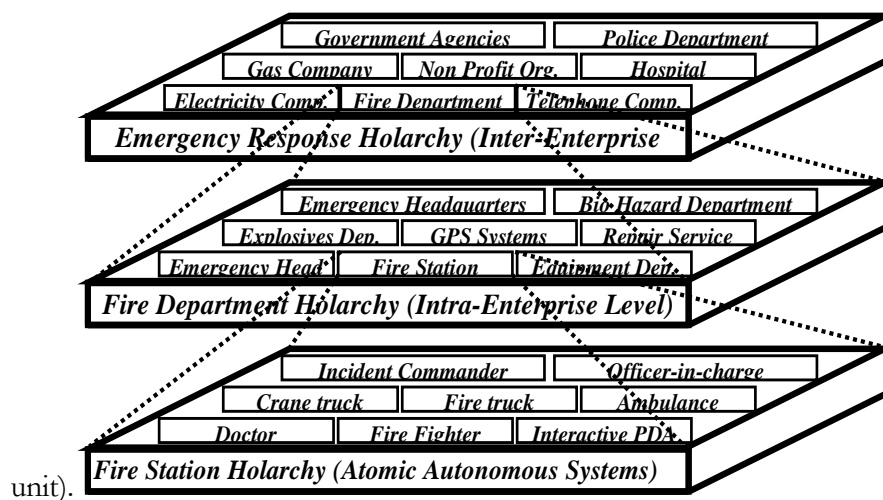 Government Agencies Police Department
Gas Company Non Profit Org. Hospital
Electricity Comp. Fire Department Telephone Comp.
Emergency Response Holarchy (Inter-Enterprise
Emergency Headquarters Bio Hazard Department
Explosives Dep. GPS Systems Repair Service
Emergency Head Fire Station Equipment Dep.
Fire Department Holarchy (Intra-Enterprise Level)
Incident Commander Officer-in-charge
Crane truck Fire truck Ambulance
Doctor Fire Fighter Interactive PDA
Fire Station Holarchy (Atomic Autonomous Systems)
unit).